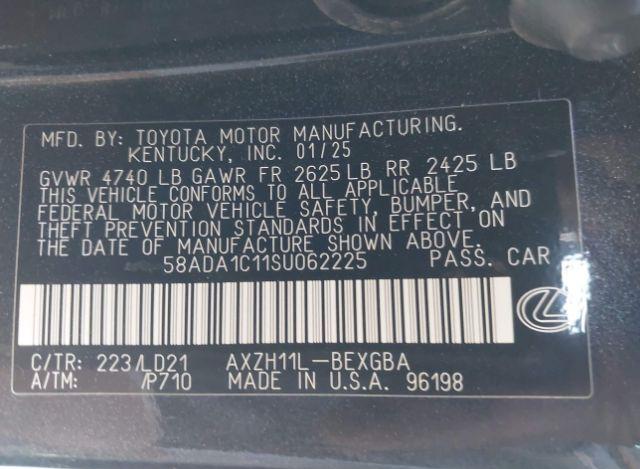 MFD. BY: TOYOTA MOTOR MANUFACTURING.
KENTUCKY, INC. 01/25
GVWR 4740 LB GAWR FR 2625 LB RR 2425 LB
THIS VEHICLE CONFORMS TO ALL APPLICABLE
FEDERAL MOTOR VEHICLE SAFETY, BUMPER, AND
THEFT PREVENTION STANDARDS IN EFFECT ON
THE DATE OF MANUFACTURE SHOWN ABOVE.
58ADA1C11SU062225 PASS. CAR
C/TR: 223/LD21 AXZH11L-BEXGBA
A/TM: /P710 MADE IN U.S.A. 96198